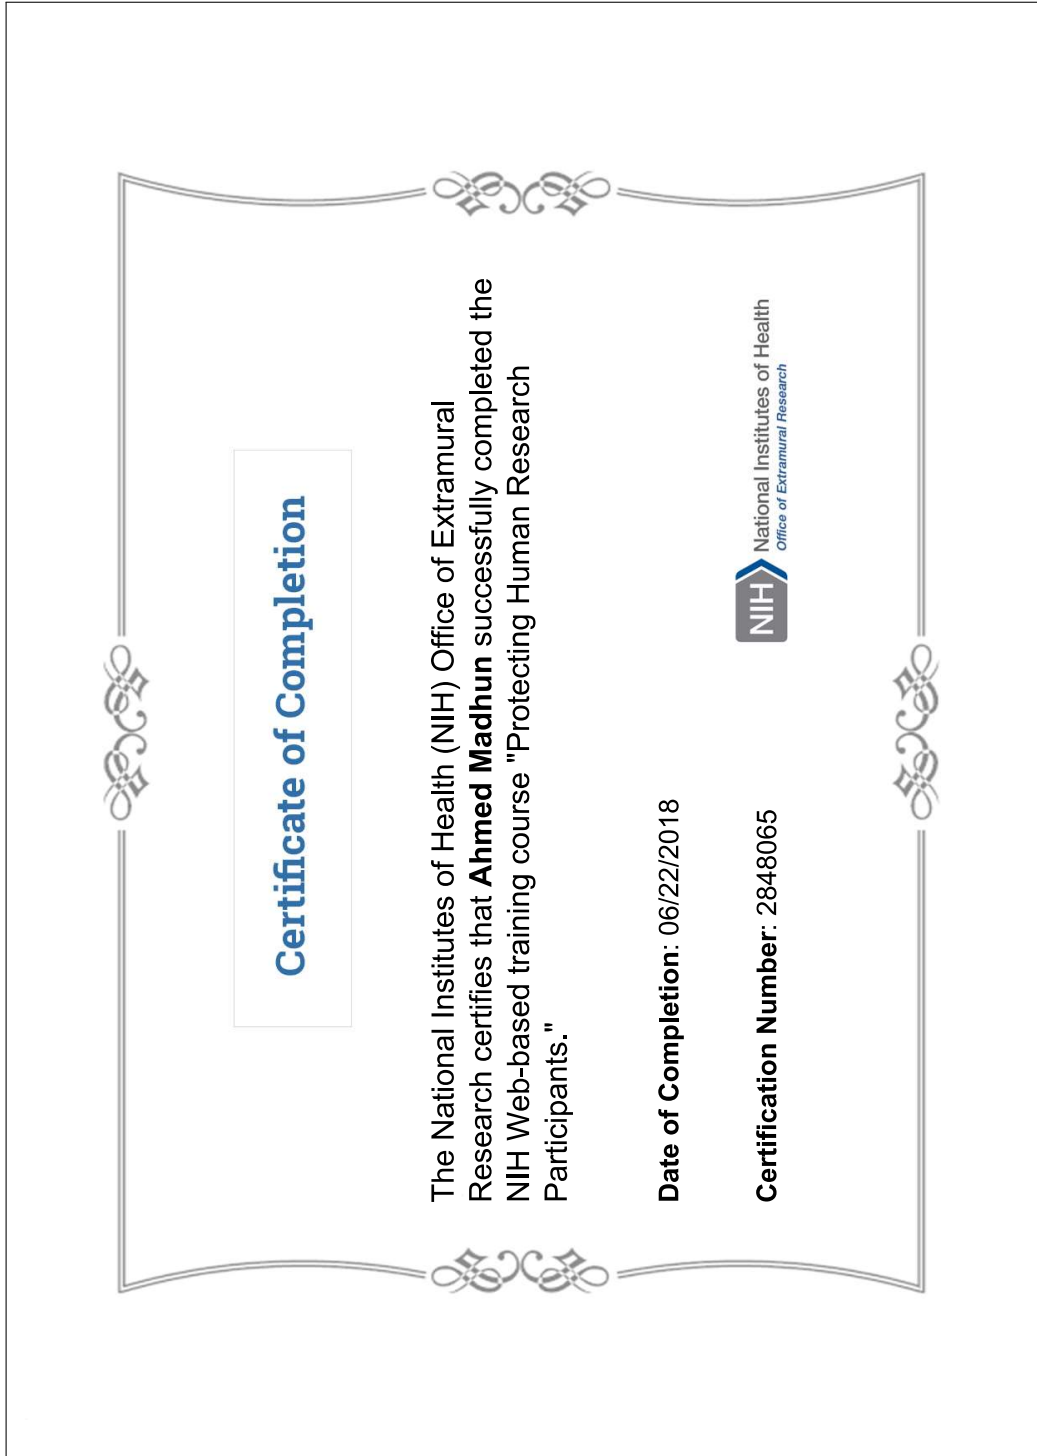 Certificate of Completion
The National Institutes of Health (NIH) Office of Extramural
Research certifies that Ahmed Madhun successfully completed the
NIH Web-based training course "Protecting Human Research
Participants."
Date of Completion: 06/22/2018
Certification Number: 2848065
NIH
National Institutes of Health
Office of Extramural Research